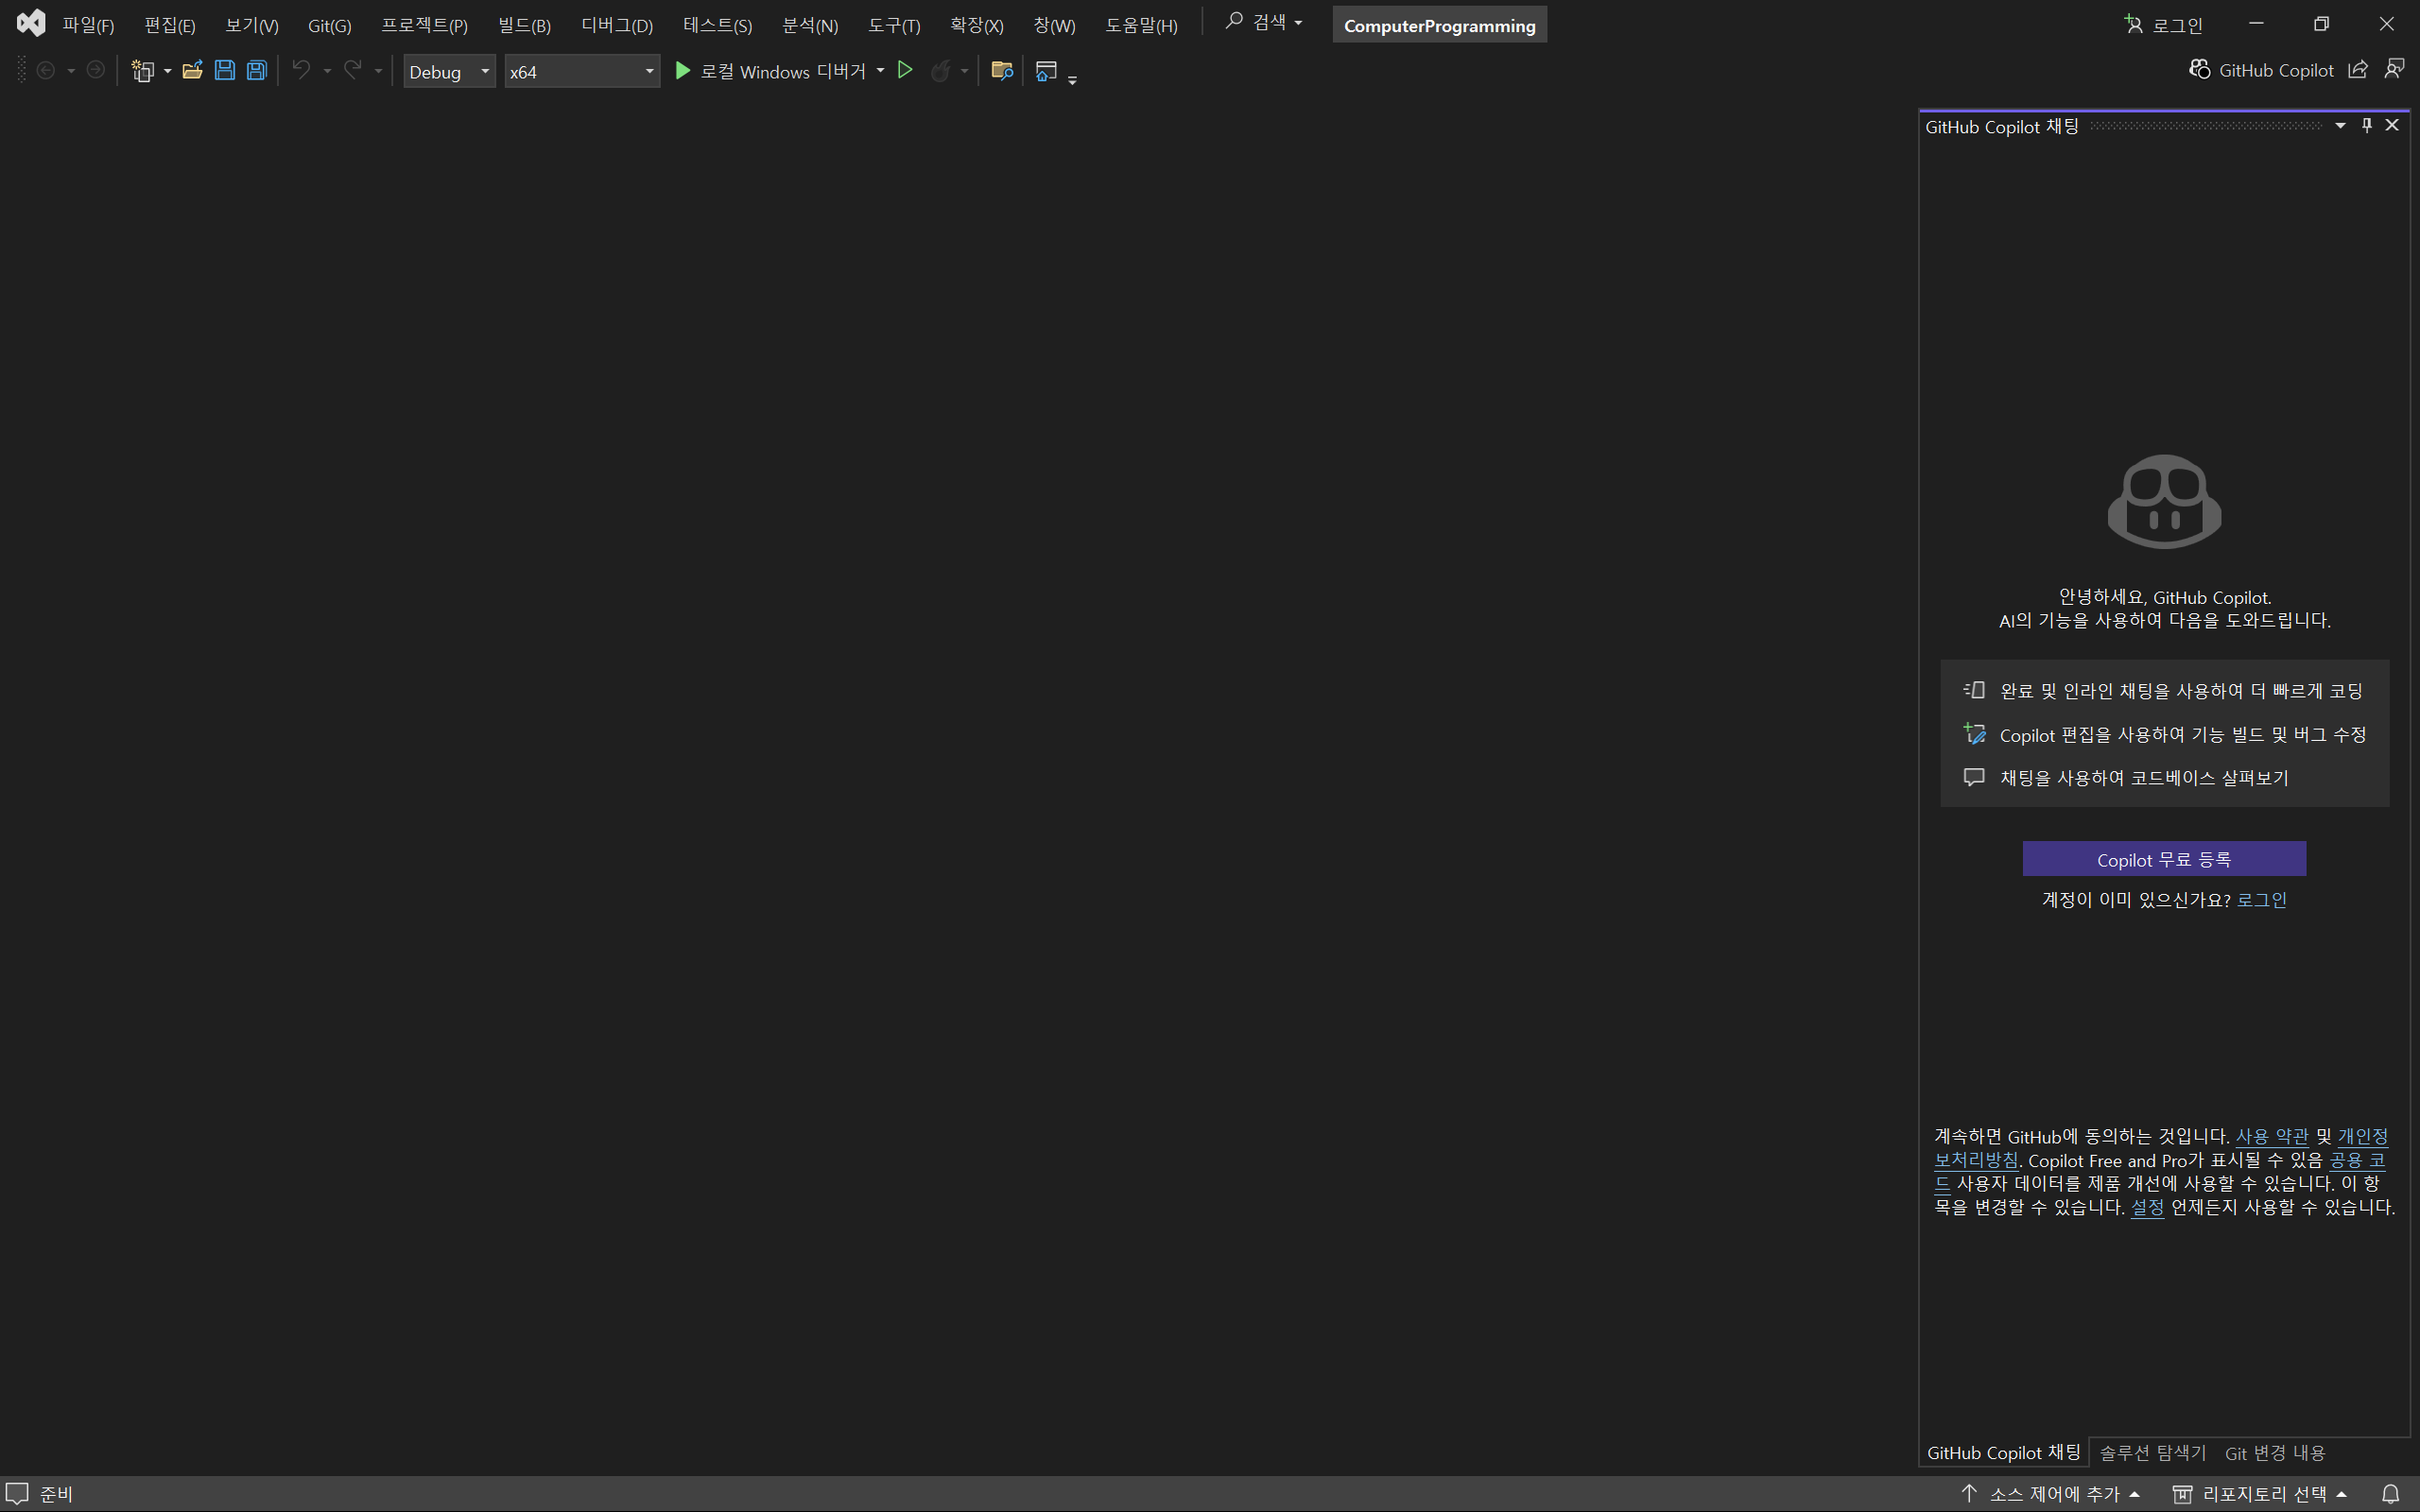 파일(F) 편집(E) 보기(V) Git(G) 프로젝트(P) 빌드(B) 디버그(D) 테스트(S) 분석(N) 도구(T) 확장(X) 창(W) 도움말(H) 검색 ComputerProgramming 로그인
Debug x64 로컬 Windows 디버거 GitHub Copilot
GitHub Copilot 채팅
안녕하세요, GitHub Copilot.
AI의 기능을 사용하여 다음을 도와드립니다.
완료 및 인라인 채팅을 사용하여 더 빠르게 코딩
Copilot 편집을 사용하여 기능 빌드 및 버그 수정
채팅을 사용하여 코드베이스 살펴보기
Copilot 무료 등록
계정이 이미 있으신가요? 로그인
계속하면 GitHub에 동의하는 것입니다. 사용 약관 및 개인정
보처리방침. Copilot Free and Pro가 표시될 수 있음 공용 코
드 사용자 데이터를 제품 개선에 사용할 수 있습니다. 이 항
목을 변경할 수 있습니다. 설정 언제든지 사용할 수 있습니다.
GitHub Copilot 채팅 솔루션 탐색기 Git 변경 내용
준비 소스 제어에 추가 리포지토리 선택